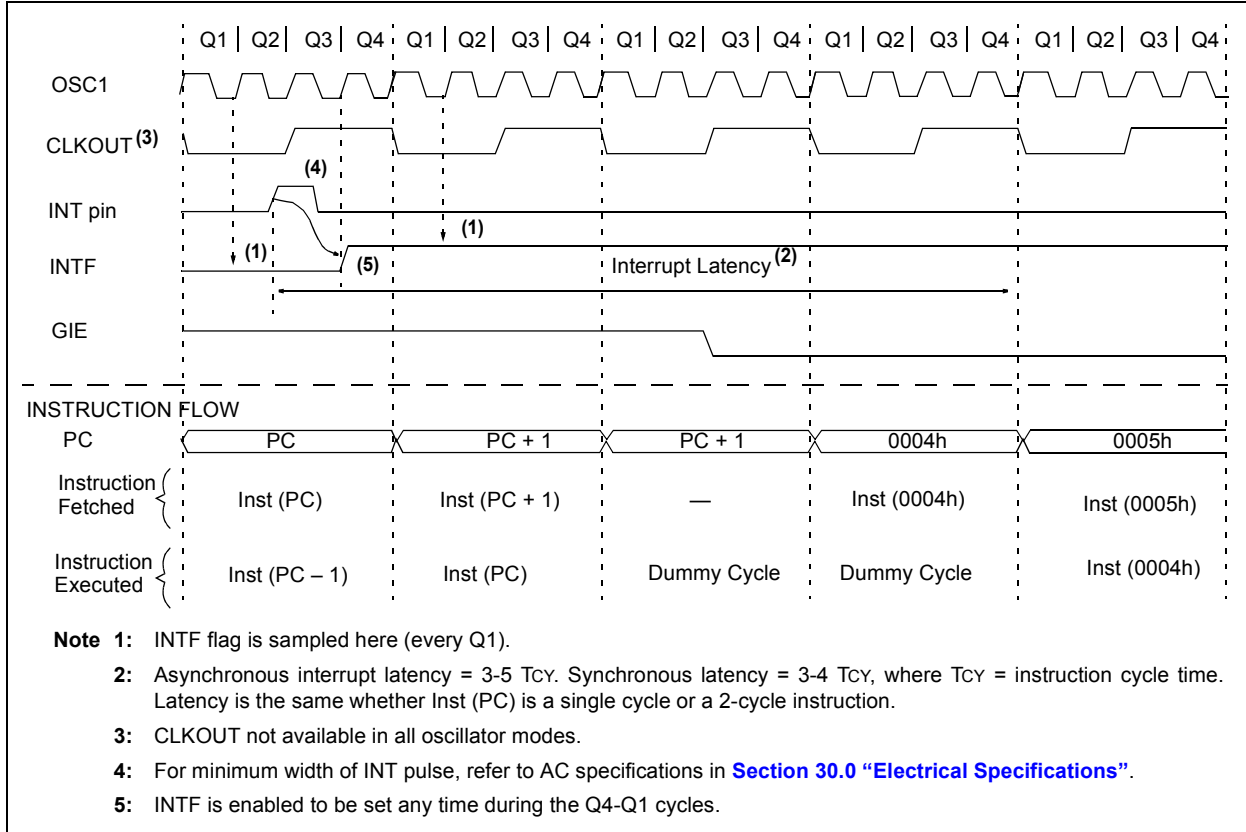 Q1 Q2 Q3 Q4 Q1 Q2 Q3 Q4 Q1 Q2 Q3 Q4 Q1 Q2 Q3 Q4 Q1 Q2 Q3 Q4
OSC1
CLKOUT (3)
(4)
INT pin
(1)
(1)
INTF
(5)
Interrupt Latency (2)
GIE
INSTRUCTION FLOW
PC PC PC + 1 PC + 1 0004h 0005h
Instruction
Fetched
Inst (PC) Inst (PC + 1) — Inst (0004h) Inst (0005h)
Instruction
Executed
Inst (PC – 1) Inst (PC) Dummy Cycle Dummy Cycle Inst (0004h)
Note 1: INTF flag is sampled here (every Q1).
2: Asynchronous interrupt latency = 3-5 TCY. Synchronous latency = 3-4 TCY, where TCY = instruction cycle time.
Latency is the same whether Inst (PC) is a single cycle or a 2-cycle instruction.
3: CLKOUT not available in all oscillator modes.
4: For minimum width of INT pulse, refer to AC specifications in Section 30.0 “Electrical Specifications”.
5: INTF is enabled to be set any time during the Q4-Q1 cycles.